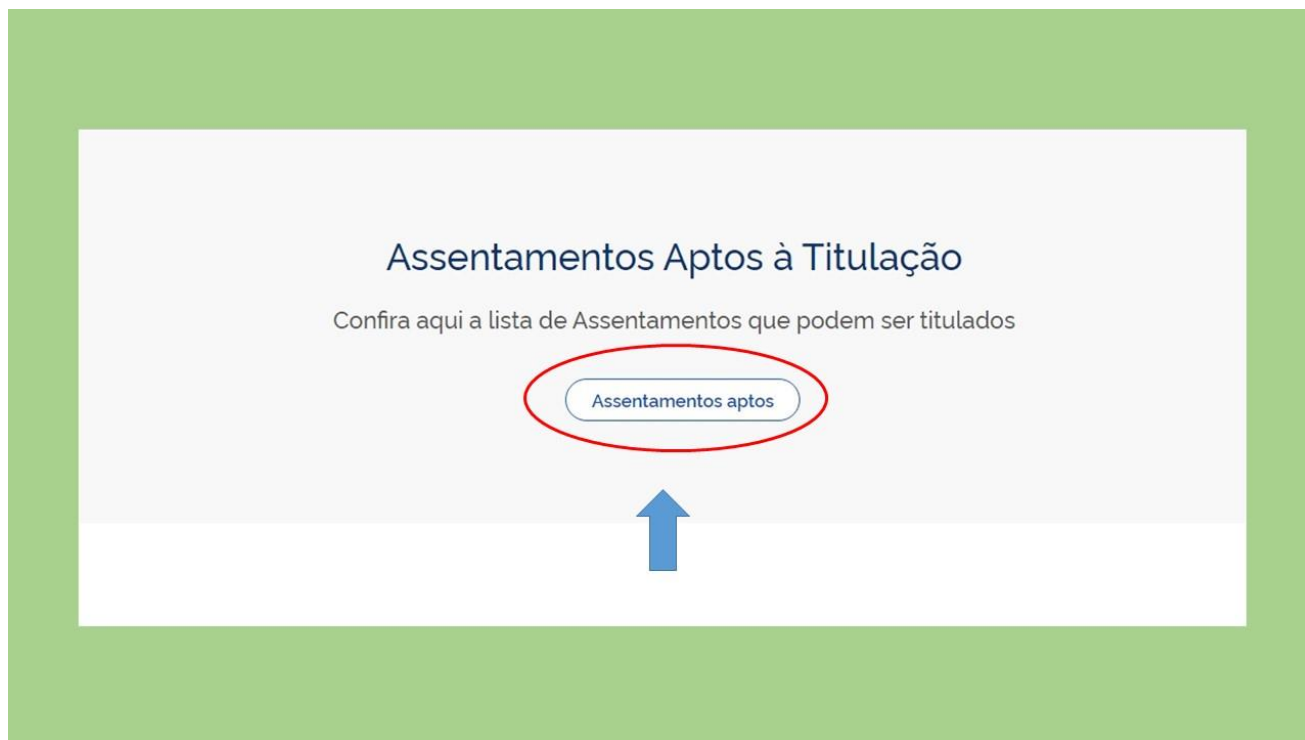 Assentamentos Aptos à Titulação
Confira aqui a lista de Assentamentos que podem ser titulados
Assentamentos aptos